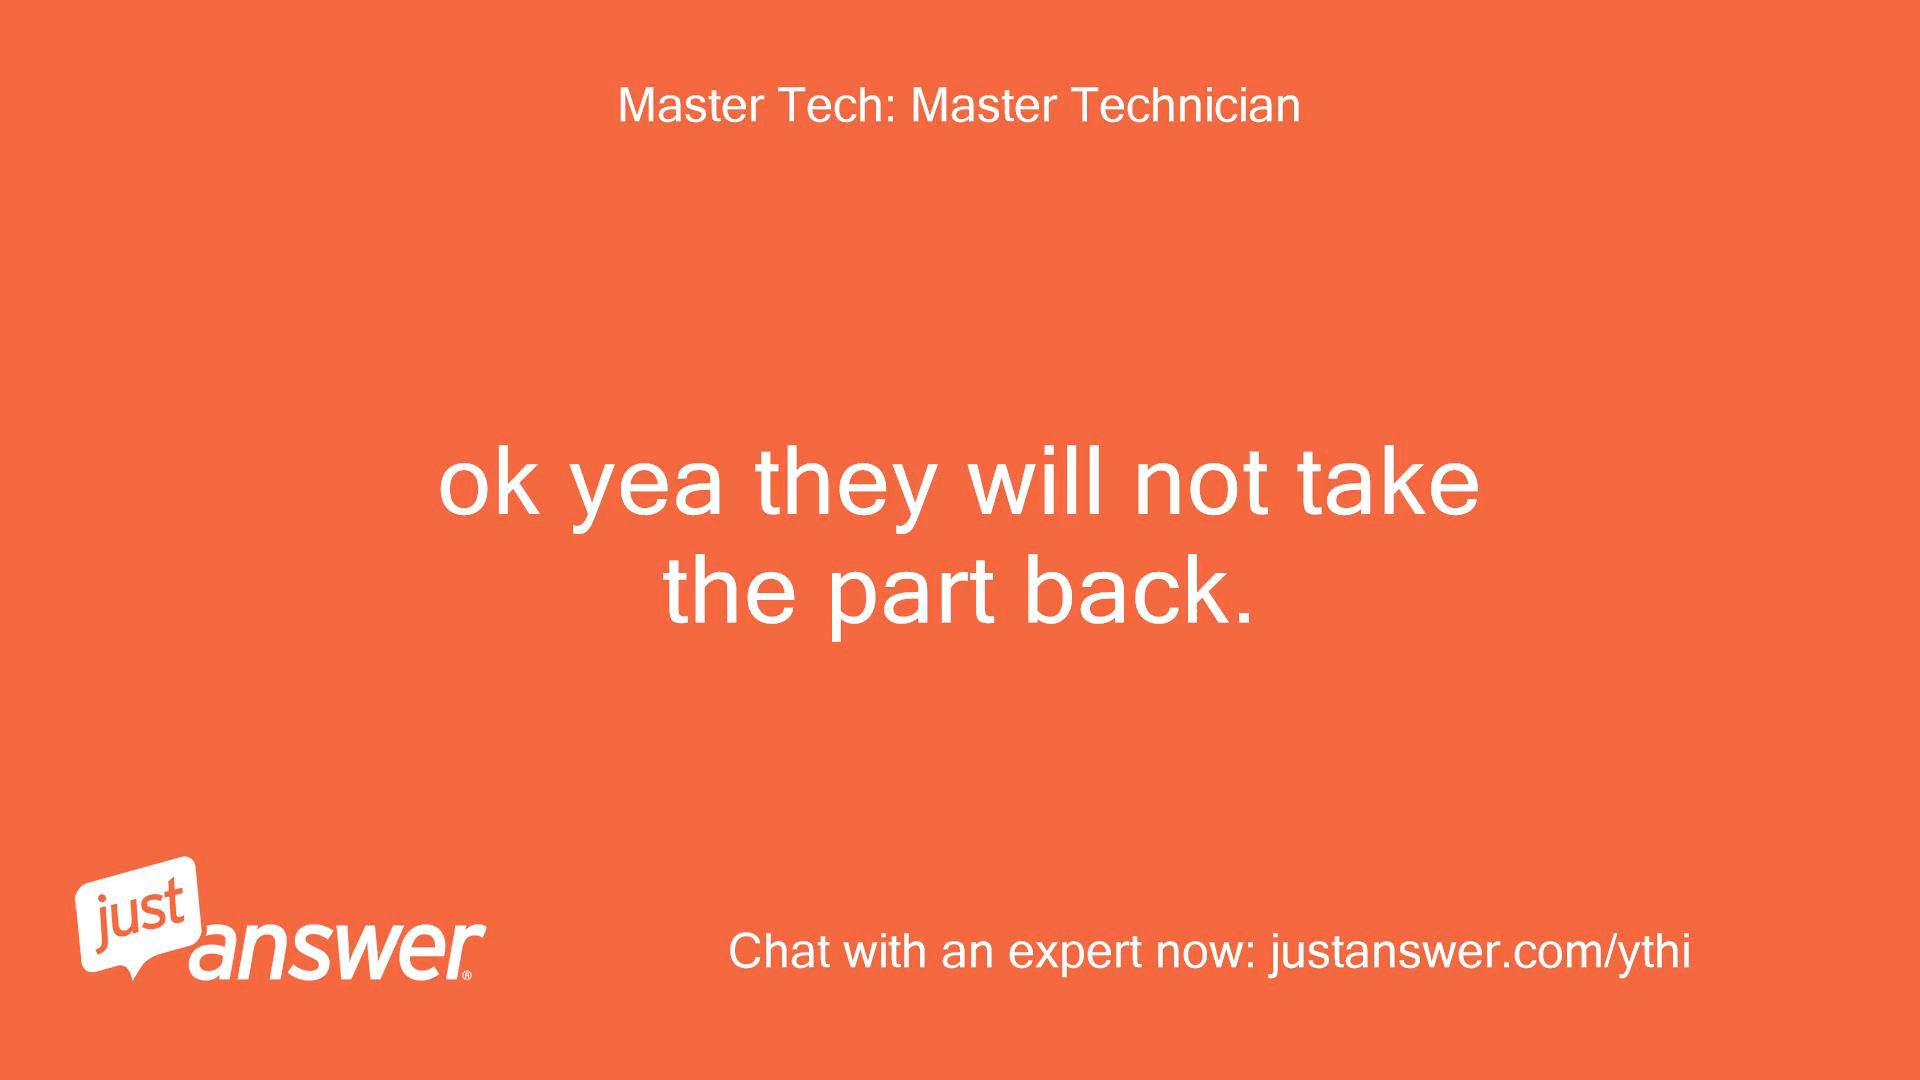 Master Tech: Master Technician
ok yea they will not take
the part back.
just
answer®
Chat with an expert now: justanswer.com/ythi